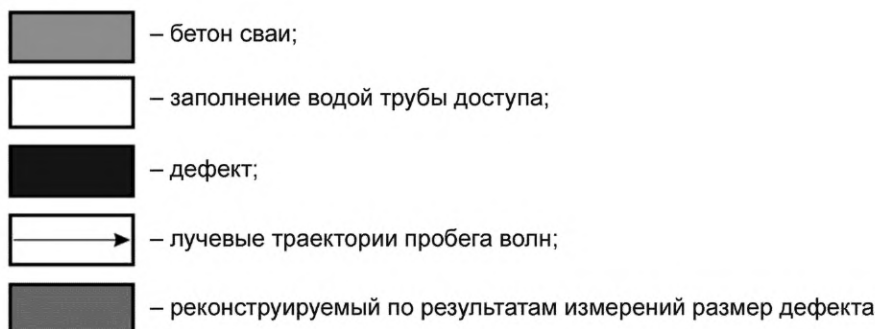 – бетон сваи;
– заполнение водой трубы доступа;
– дефект;
– лучевые траектории пробега волн;
– реконструируемый по результатам измерений размер дефекта